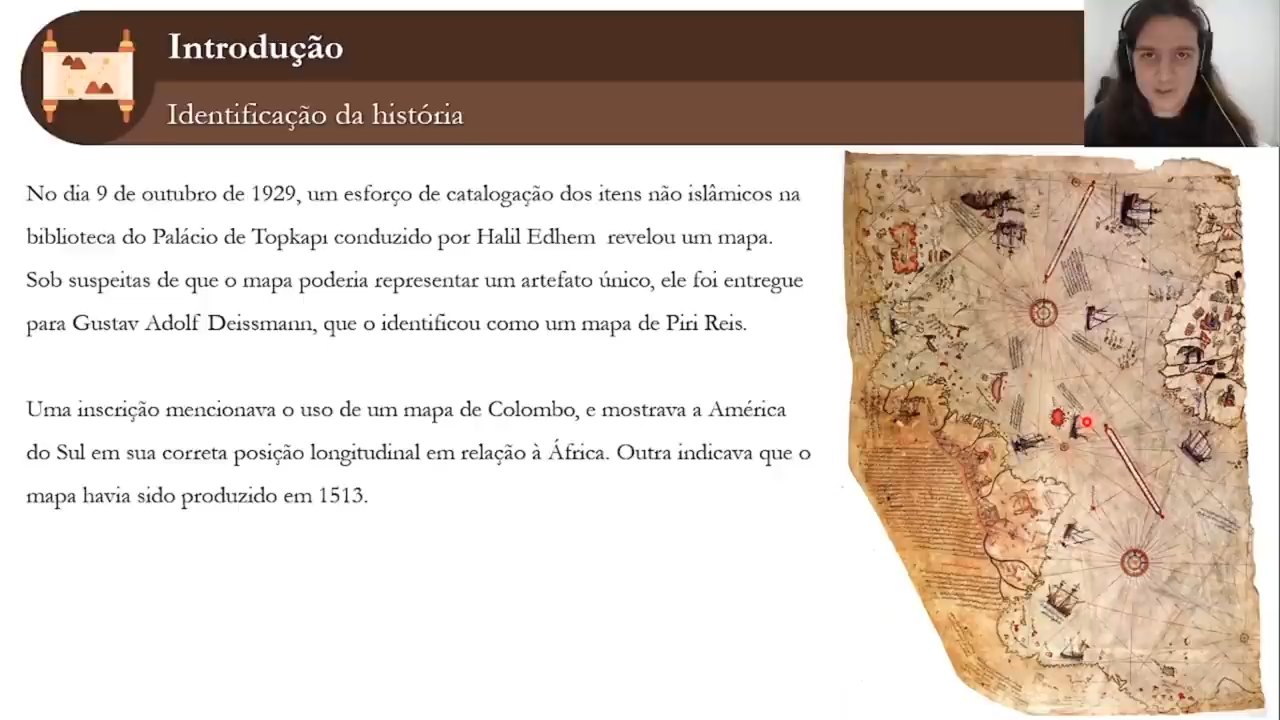 Introdução
Identificação da história
No dia 9 de outubro de 1929, um esforço de catalogação dos itens não islâmicos na
biblioteca do Palácio de Topkapı conduzido por Halil Edhem revelou um mapa.
Sob suspeitas de que o mapa poderia representar um artefato único, ele foi entregue
para Gustav Adolf Deissmann, que o identificou como um mapa de Piri Reis.
Uma inscrição mencionava o uso de um mapa de Colombo, e mostrava a América
do Sul em sua correta posição longitudinal em relação à África. Outra indicava que o
mapa havia sido produzido em 1513.